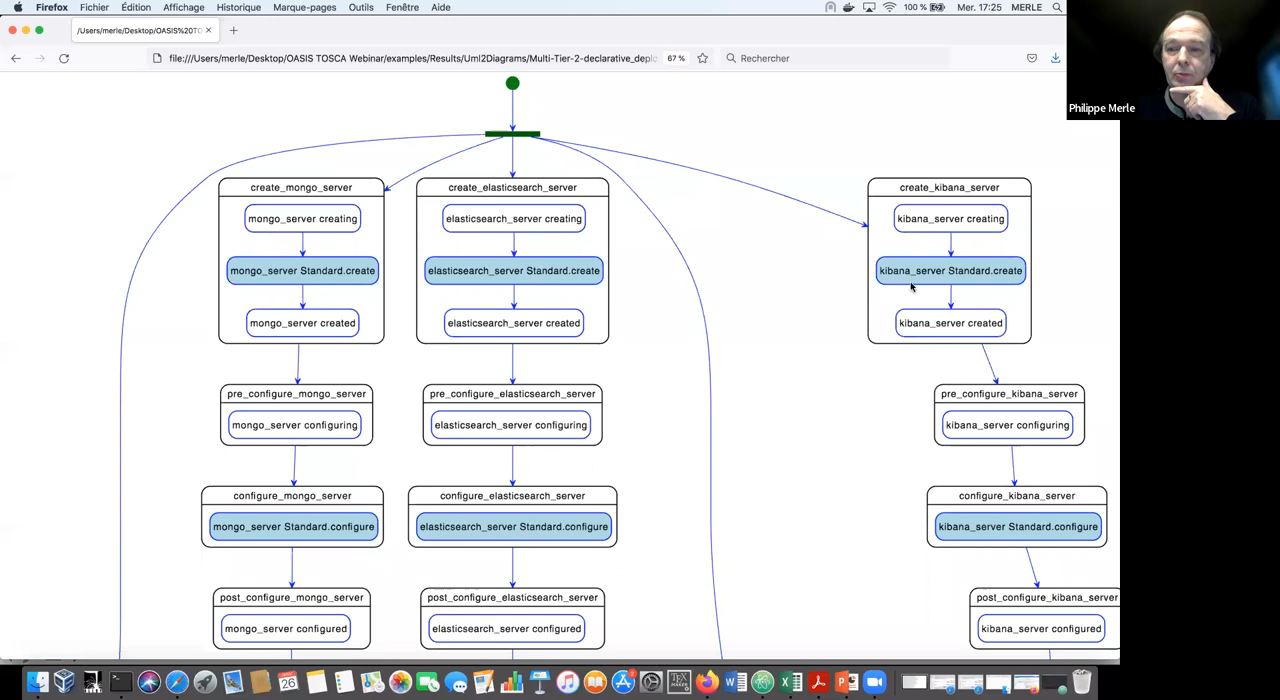 Firefox Fichier Édition Affichage Historique Marque-pages Outils Fenêtre Aide 100 % Mer. 17:25 MERLE
/Users/merle/Desktop/OASIS%20TO
file:///Users/merle/Desktop/OASIS TOSCA Webinar/examples/Results/Uml2Diagrams/Multi-Tier-2-declarative_deplo 67 % Rechercher
Philippe Merle
create_mongo_server create_elasticsearch_server create_kibana_server
mongo_server creating elasticsearch_server creating kibana_server creating
mongo_server Standard.create elasticsearch_server Standard.create kibana_server Standard.create
mongo_server created elasticsearch_server created kibana_server created
pre_configure_mongo_server pre_configure_elasticsearch_server pre_configure_kibana_server
mongo_server configuring elasticsearch_server configuring kibana_server configuring
configure_mongo_server configure_elasticsearch_server configure_kibana_server
mongo_server Standard.configure elasticsearch_server Standard.configure kibana_server Standard.configure
post_configure_mongo_server post_configure_elasticsearch_server post_configure_kibana_server
mongo_server configured elasticsearch_server configured kibana_server configured
26